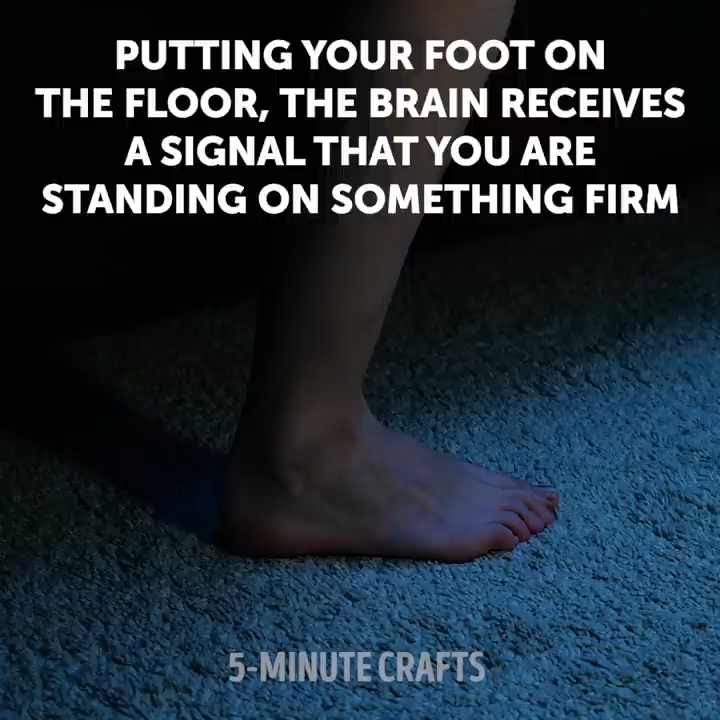 PUTTING YOUR FOOT ON
THE FLOOR, THE BRAIN RECEIVES
A SIGNAL THAT YOU ARE
STANDING ON SOMETHING FIRM
5-MINUTE CRAFTS